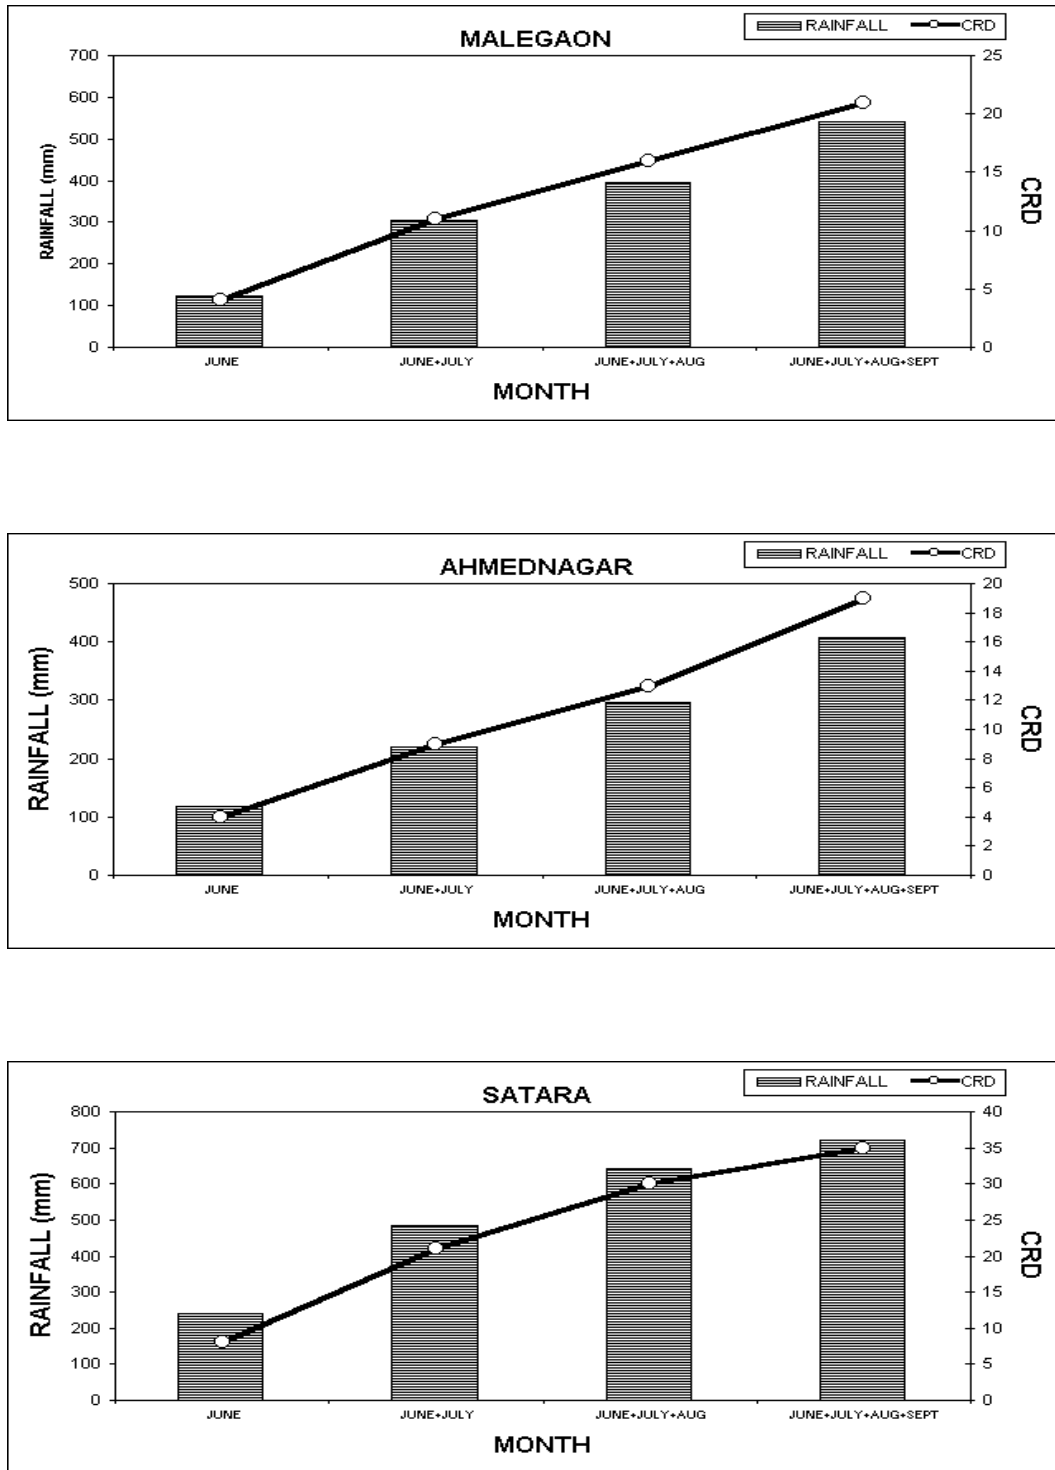 RAINFALL CRD
MALEGAON
700
600
500
400
300
200
100
0
RAINFALL (mm)
25
20
15
10
5
0
CRD
JUNE JUNE+JULY JUNE+JULY+AUG JUNE+JULY+AUG+SEPT
MONTH
RAINFALL CRD
AHMEDNAGAR
500
400
300
200
100
0
RAINFALL (mm)
20
18
16
14
12
10
8
6
4
2
0
CRD
JUNE JUNE+JULY JUNE+JULY+AUG JUNE+JULY+AUG+SEPT
MONTH
RAINFALL CRD
SATARA
800
700
600
500
400
300
200
100
0
RAINFALL (mm)
40
35
30
25
20
15
10
5
0
CRD
JUNE JUNE+JULY JUNE+JULY+AUG JUNE+JULY+AUG+SEPT
MONTH